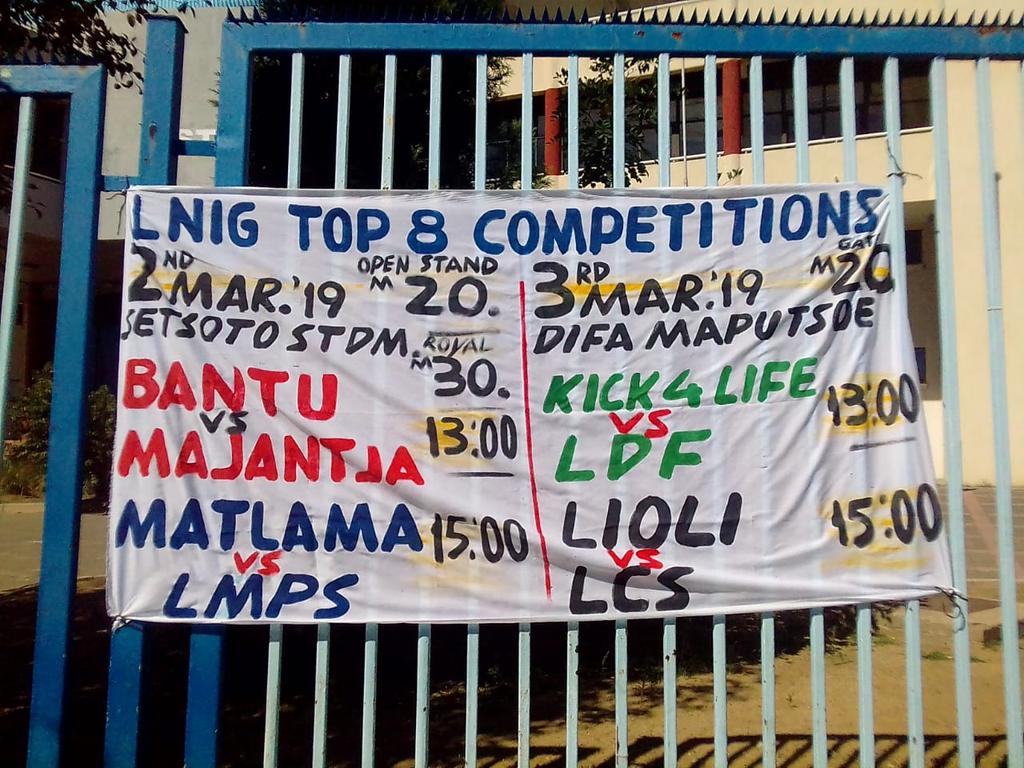 LNIG TOP 8 COMPETITIONS
2ND MAR.'19
OPEN STAND
M20.
SETSOTO STDM.
ROYAL
M30.
BANTU
VS
MAJANTJA
13:00
MATLAMA
VS
LMPS
15:00
3RD MAR.'19
GATE
M20
DIFA MAPUTSOE
KICK4LIFE
VS
LDF
13:00
LIOLI
VS
LCS
15:00